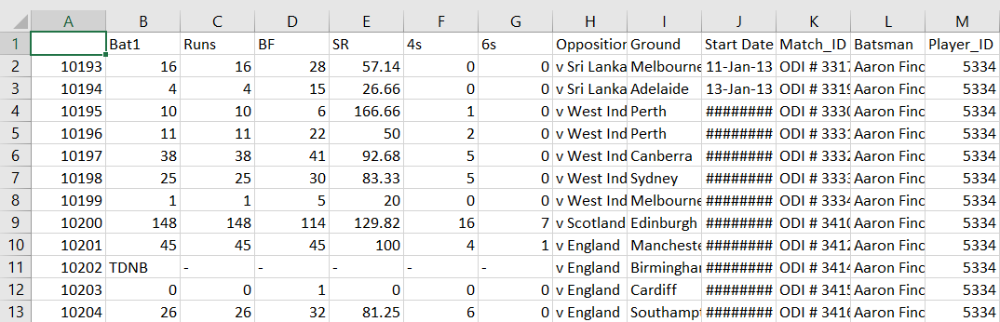 A B C D E F G H I J K L M
1 Bat1 Runs BF SR 4s 6s Opposition Ground Start Date Match_ID Batsman Player_ID
2 10193 16 16 28 57.14 0 0 v Sri Lanka Melbourne 11-Jan-13 ODI # 3317 Aaron Finc 5334
3 10194 4 4 15 26.66 0 0 v Sri Lanka Adelaide 13-Jan-13 ODI # 3319 Aaron Finc 5334
4 10195 10 10 6 166.66 1 0 v West Ind Perth ######## ODI # 3330 Aaron Finc 5334
5 10196 11 11 22 50 2 0 v West Ind Perth ######## ODI # 3331 Aaron Finc 5334
6 10197 38 38 41 92.68 5 0 v West Ind Canberra ######## ODI # 3332 Aaron Finc 5334
7 10198 25 25 30 83.33 5 0 v West Ind Sydney ######## ODI # 3333 Aaron Finc 5334
8 10199 1 1 5 20 0 0 v West Ind Melbourne ######## ODI # 3334 Aaron Finc 5334
9 10200 148 148 114 129.82 16 7 v Scotland Edinburgh ######## ODI # 3410 Aaron Finc 5334
10 10201 45 45 45 100 4 1 v England Mancheste ######## ODI # 3412 Aaron Finc 5334
11 10202 TDNB - - - - - v England Birmingha ######## ODI # 3414 Aaron Finc 5334
12 10203 0 0 1 0 0 0 v England Cardiff ######## ODI # 3415 Aaron Finc 5334
13 10204 26 26 32 81.25 6 0 v England Southampt ######## ODI # 3416 Aaron Finc 5334